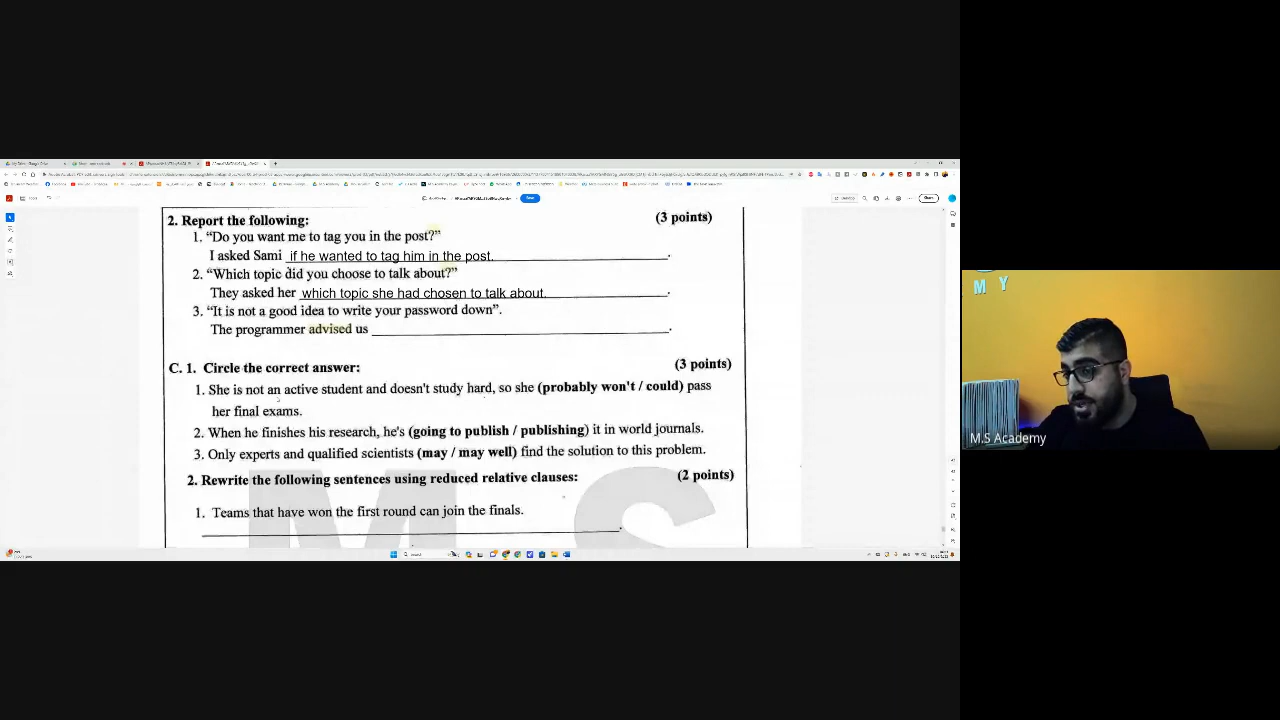 Save
Share
2. Report the following: (3 points)
1. “Do you want me to tag you in the post?”
I asked Sami if he wanted to tag him in the post.
2. “Which topic did you choose to talk about?”
They asked her which topic she had chosen to talk about.
3. “It is not a good idea to write your password down”.
The programmer advised us ____________________.
C. 1. Circle the correct answer: (3 points)
1. She is not an active student and doesn't study hard, so she (probably won't / could) pass
her final exams.
2. When he finishes his research, he's (going to publish / publishing) it in world journals.
3. Only experts and qualified scientists (may / may well) find the solution to this problem.
2. Rewrite the following sentences using reduced relative clauses: (2 points)
1. Teams that have won the first round can join the finals.
M S
M Y
M.S Academy
Search